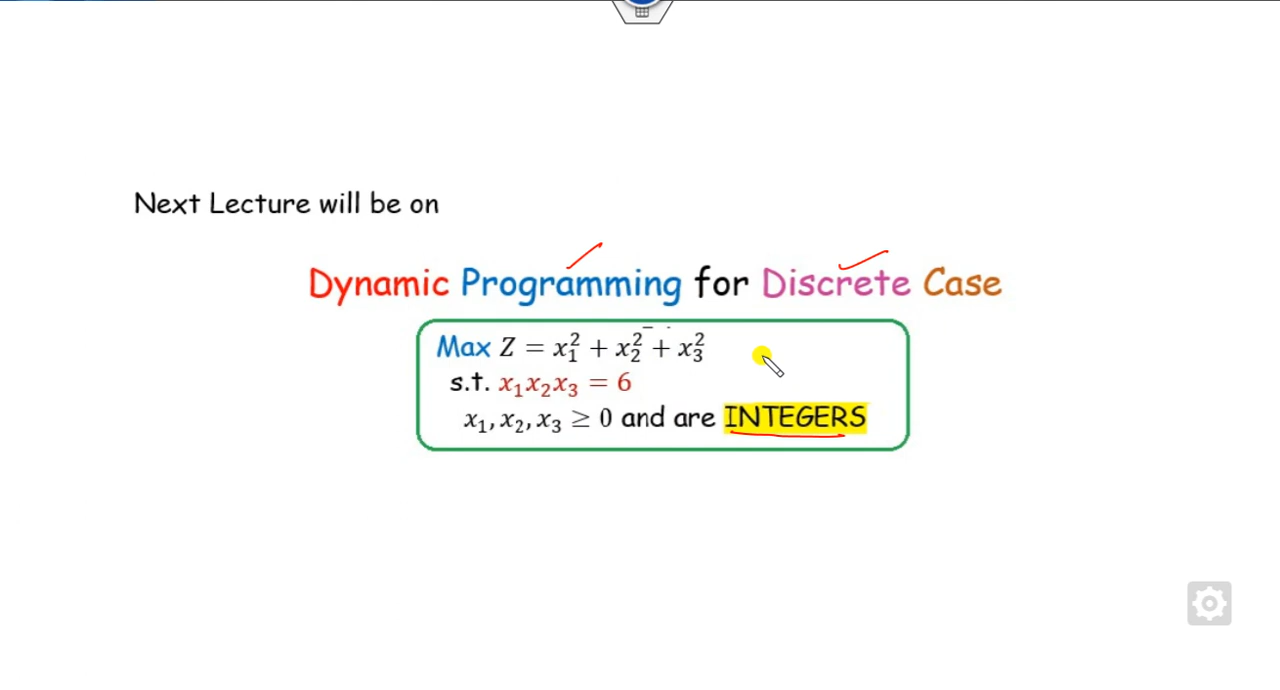 Next Lecture will be on
Dynamic Programming for Discrete Case
Max Z = x₁² + x₂² + x₃²
s.t. x₁x₂x₃ = 6
x₁, x₂, x₃ ≥ 0 and are INTEGERS